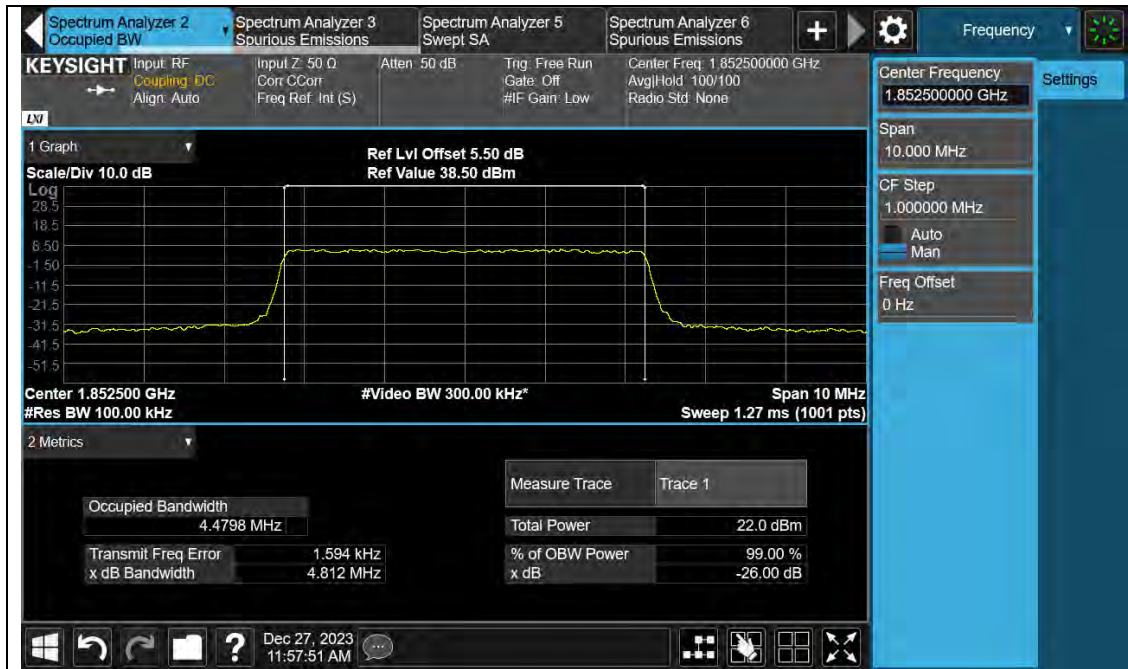 Spectrum Analyzer 2
Occupied BW
Spectrum Analyzer 3
Spurious Emissions
Spectrum Analyzer 5
Swept SA
Spectrum Analyzer 6
Spurious Emissions
+
Frequency
KEYSIGHT
Input: RF
Coupling: DC
Align: Auto
Input Z: 50 Ω
Corr CCorr
Freq Ref: Int (S)
Atten: 50 dB
Trig: Free Run
Gate: Off
#IF Gain: Low
Center Freq: 1.852500000 GHz
Avg|Hold: 100/100
Radio Std: None
LXI
Center Frequency
1.852500000 GHz
Settings
Span
10.000 MHz
CF Step
1.000000 MHz
Auto
Man
Freq Offset
0 Hz
1 Graph
Scale/Div 10.0 dB
Ref Lvl Offset 5.50 dB
Ref Value 38.50 dBm
Log
28.5
18.5
8.50
-1.50
-11.5
-21.5
-31.5
-41.5
-51.5
Center 1.852500 GHz
#Res BW 100.00 kHz
#Video BW 300.00 kHz*
Span 10 MHz
Sweep 1.27 ms (1001 pts)
2 Metrics
Measure Trace Trace 1
Occupied Bandwidth
4.4798 MHz
Total Power 22.0 dBm
Transmit Freq Error 1.594 kHz
% of OBW Power 99.00 %
x dB Bandwidth 4.812 MHz
x dB -26.00 dB
?
Dec 27, 2023
11:57:51 AM